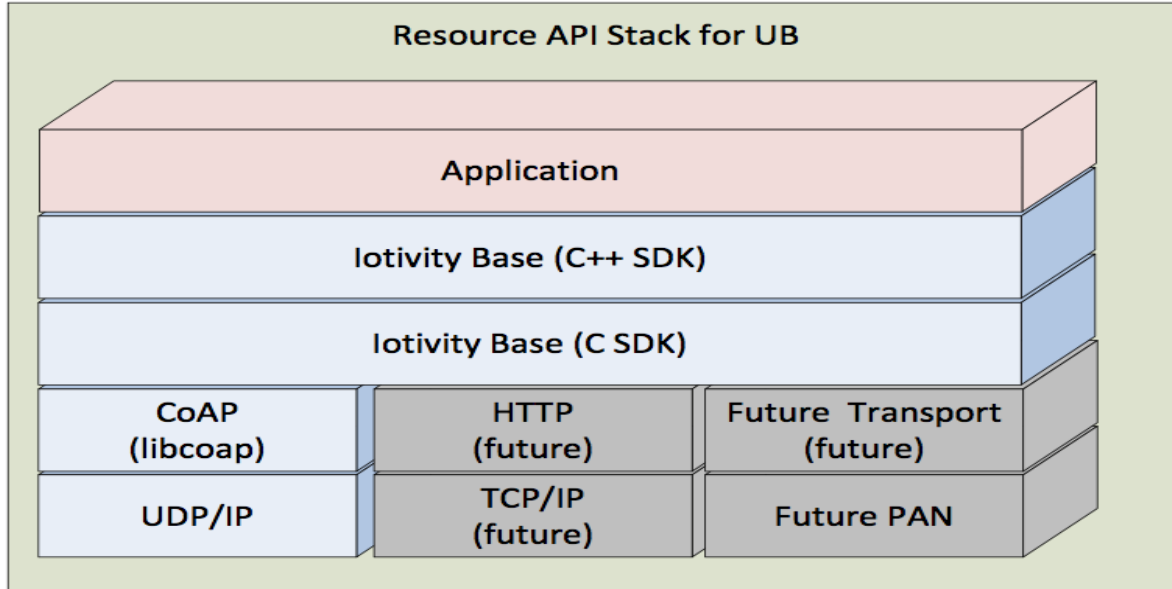 Resource API Stack for UB
Application
Iotivity Base (C++ SDK)
Iotivity Base (C SDK)
CoAP
(libcoap)
HTTP
(future)
Future Transport
(future)
UDP/IP
TCP/IP
(future)
Future PAN